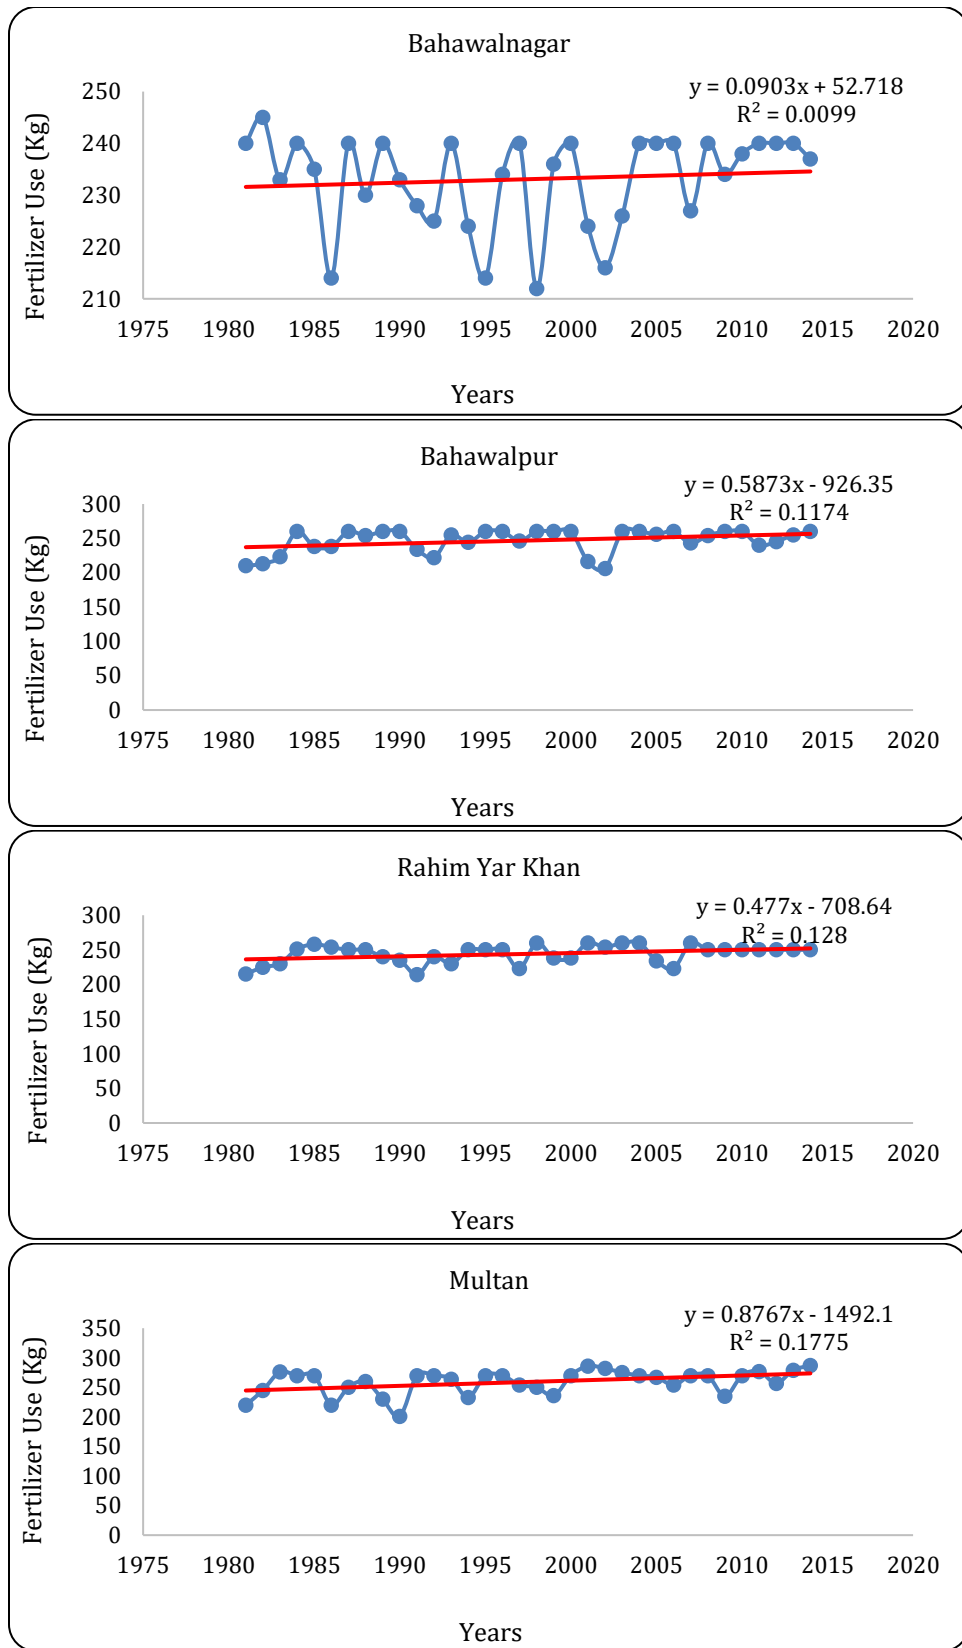 Bahawalnagar
y = 0.0903x + 52.718
R² = 0.0099
Fertilizer Use (Kg)
250
240
230
220
210
1975 1980 1985 1990 1995 2000 2005 2010 2015 2020
Years
Bahawalpur
y = 0.5873x - 926.35
R² = 0.1174
Fertilizer Use (Kg)
300
250
200
150
100
50
0
1975 1980 1985 1990 1995 2000 2005 2010 2015 2020
Years
Rahim Yar Khan
y = 0.477x - 708.64
R² = 0.128
Fertilizer Use (Kg)
300
250
200
150
100
50
0
1975 1980 1985 1990 1995 2000 2005 2010 2015 2020
Years
Multan
y = 0.8767x - 1492.1
R² = 0.1775
Fertilizer Use (Kg)
350
300
250
200
150
100
50
0
1975 1980 1985 1990 1995 2000 2005 2010 2015 2020
Years